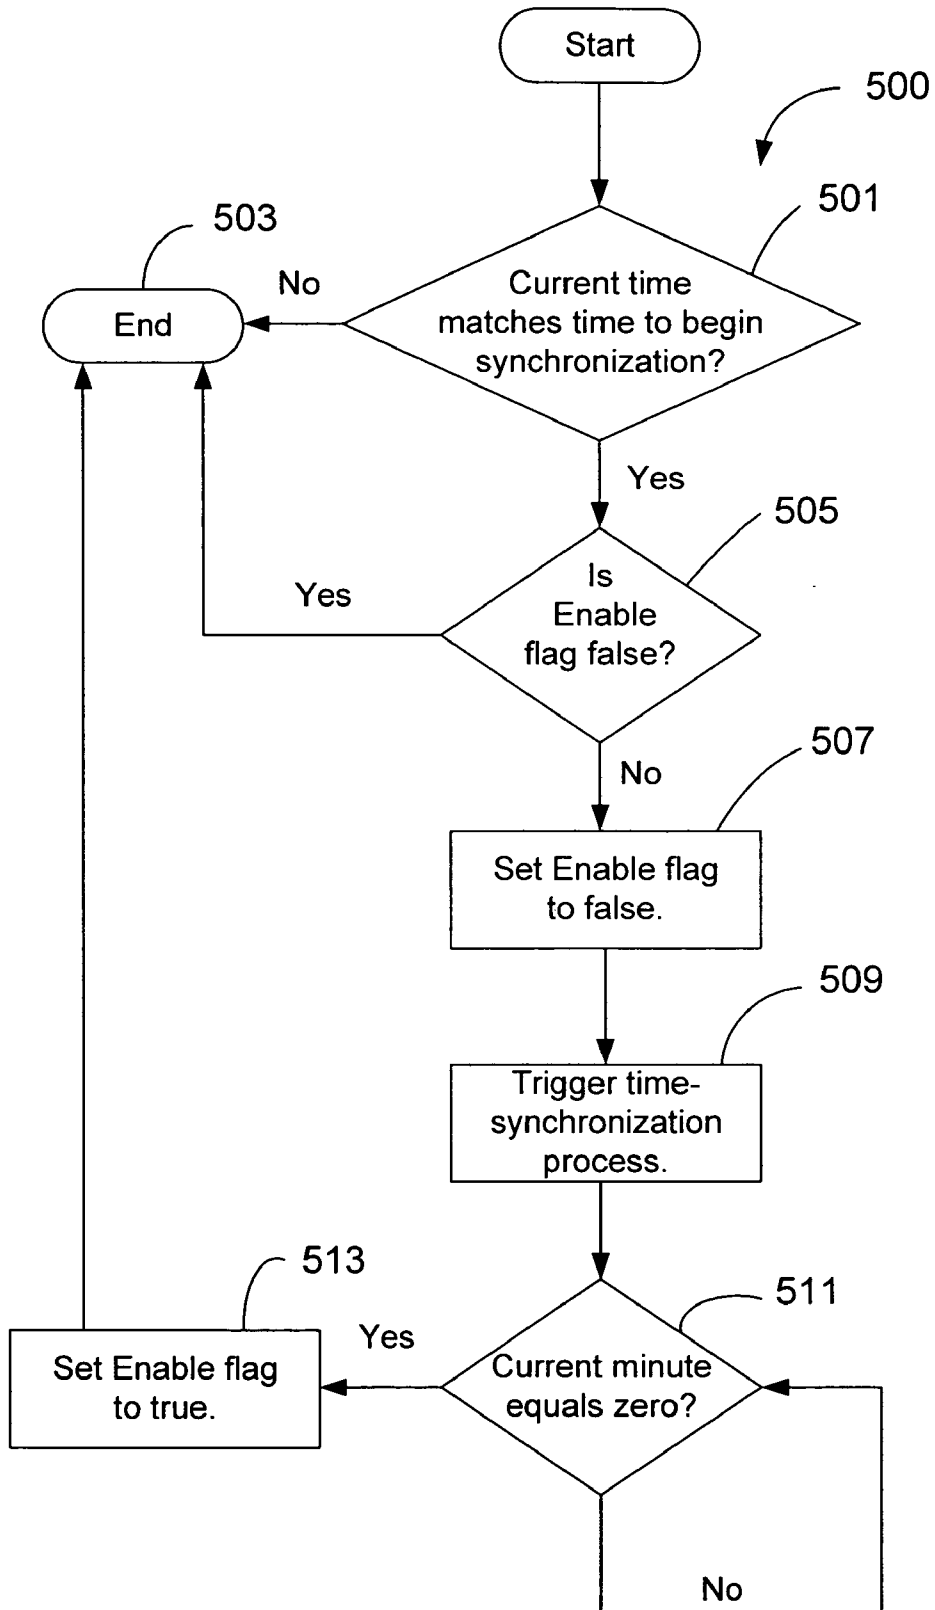 Start
500
501
503
No
Current time
matches time to begin
synchronization?
End
Yes
505
Is
Enable
flag false?
Yes
507
No
Set Enable flag
to false.
509
Trigger time-
synchronization
process.
513
511
Yes
Current minute
equals zero?
Set Enable flag
to true.
No